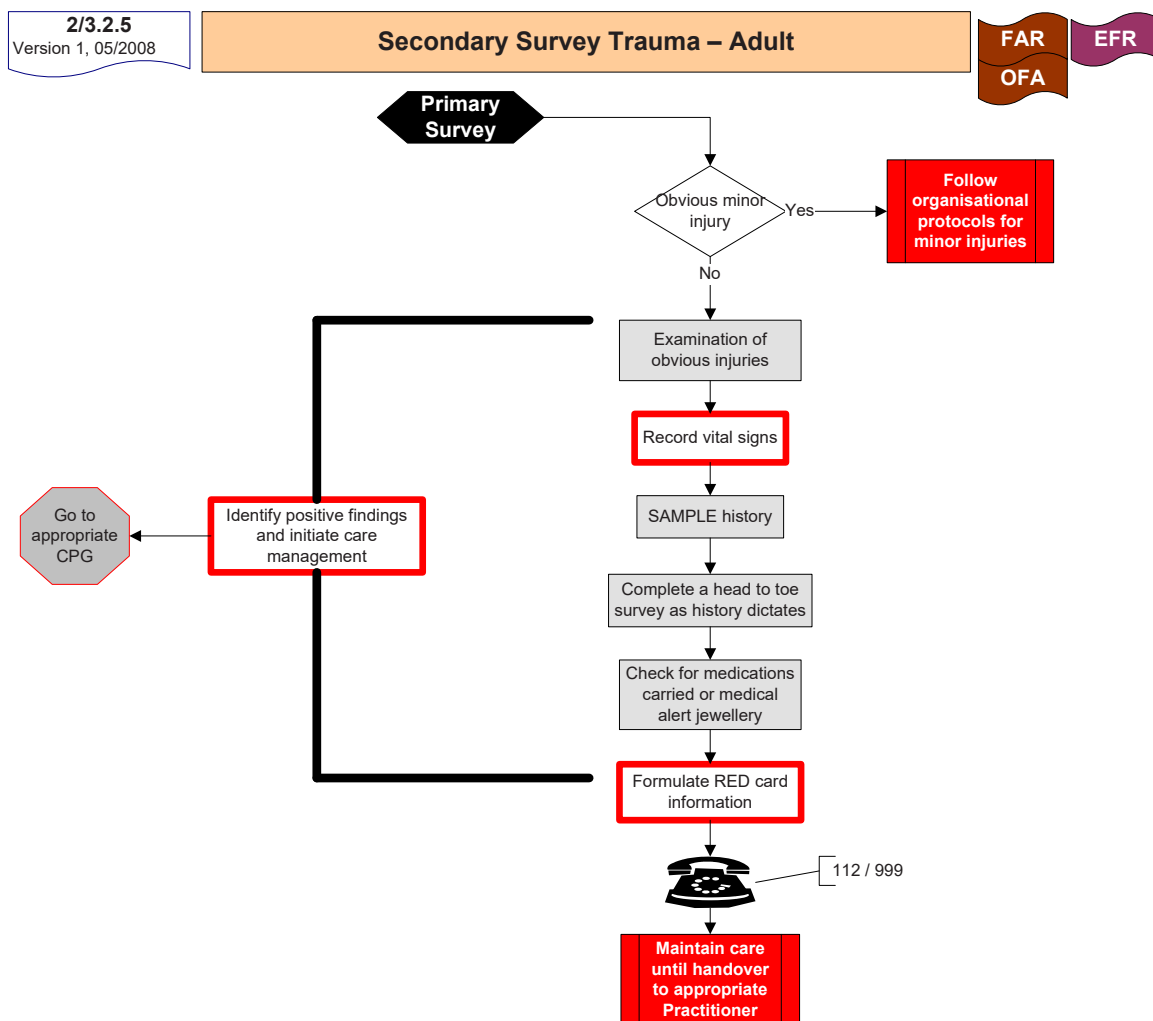 2/3.2.5
Version 1, 05/2008
Secondary Survey Trauma – Adult
FAR
EFR
OFA
Primary
Survey
Obvious minor
injury
Yes
Follow
organisational
protocols for
minor injuries
No
Examination of
obvious injuries
Record vital signs
SAMPLE history
Go to
appropriate
CPG
Identify positive findings
and initiate care
management
Complete a head to toe
survey as history dictates
Check for medications
carried or medical
alert jewellery
Formulate RED card
information
112 / 999
Maintain care
until handover
to appropriate
Practitioner